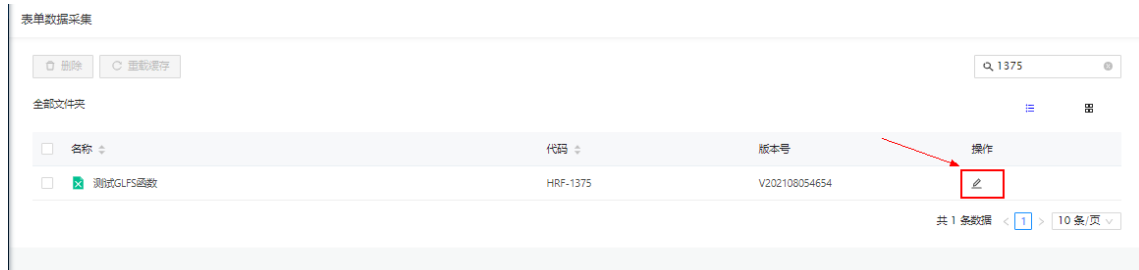 表单数据采集
删除 重载缓存 1375
全部文件夹
名称 代码 版本号 操作
测试GLFS函数 HRF-1375 V202108054654
共 1 条数据 < 1 > 10 条/页